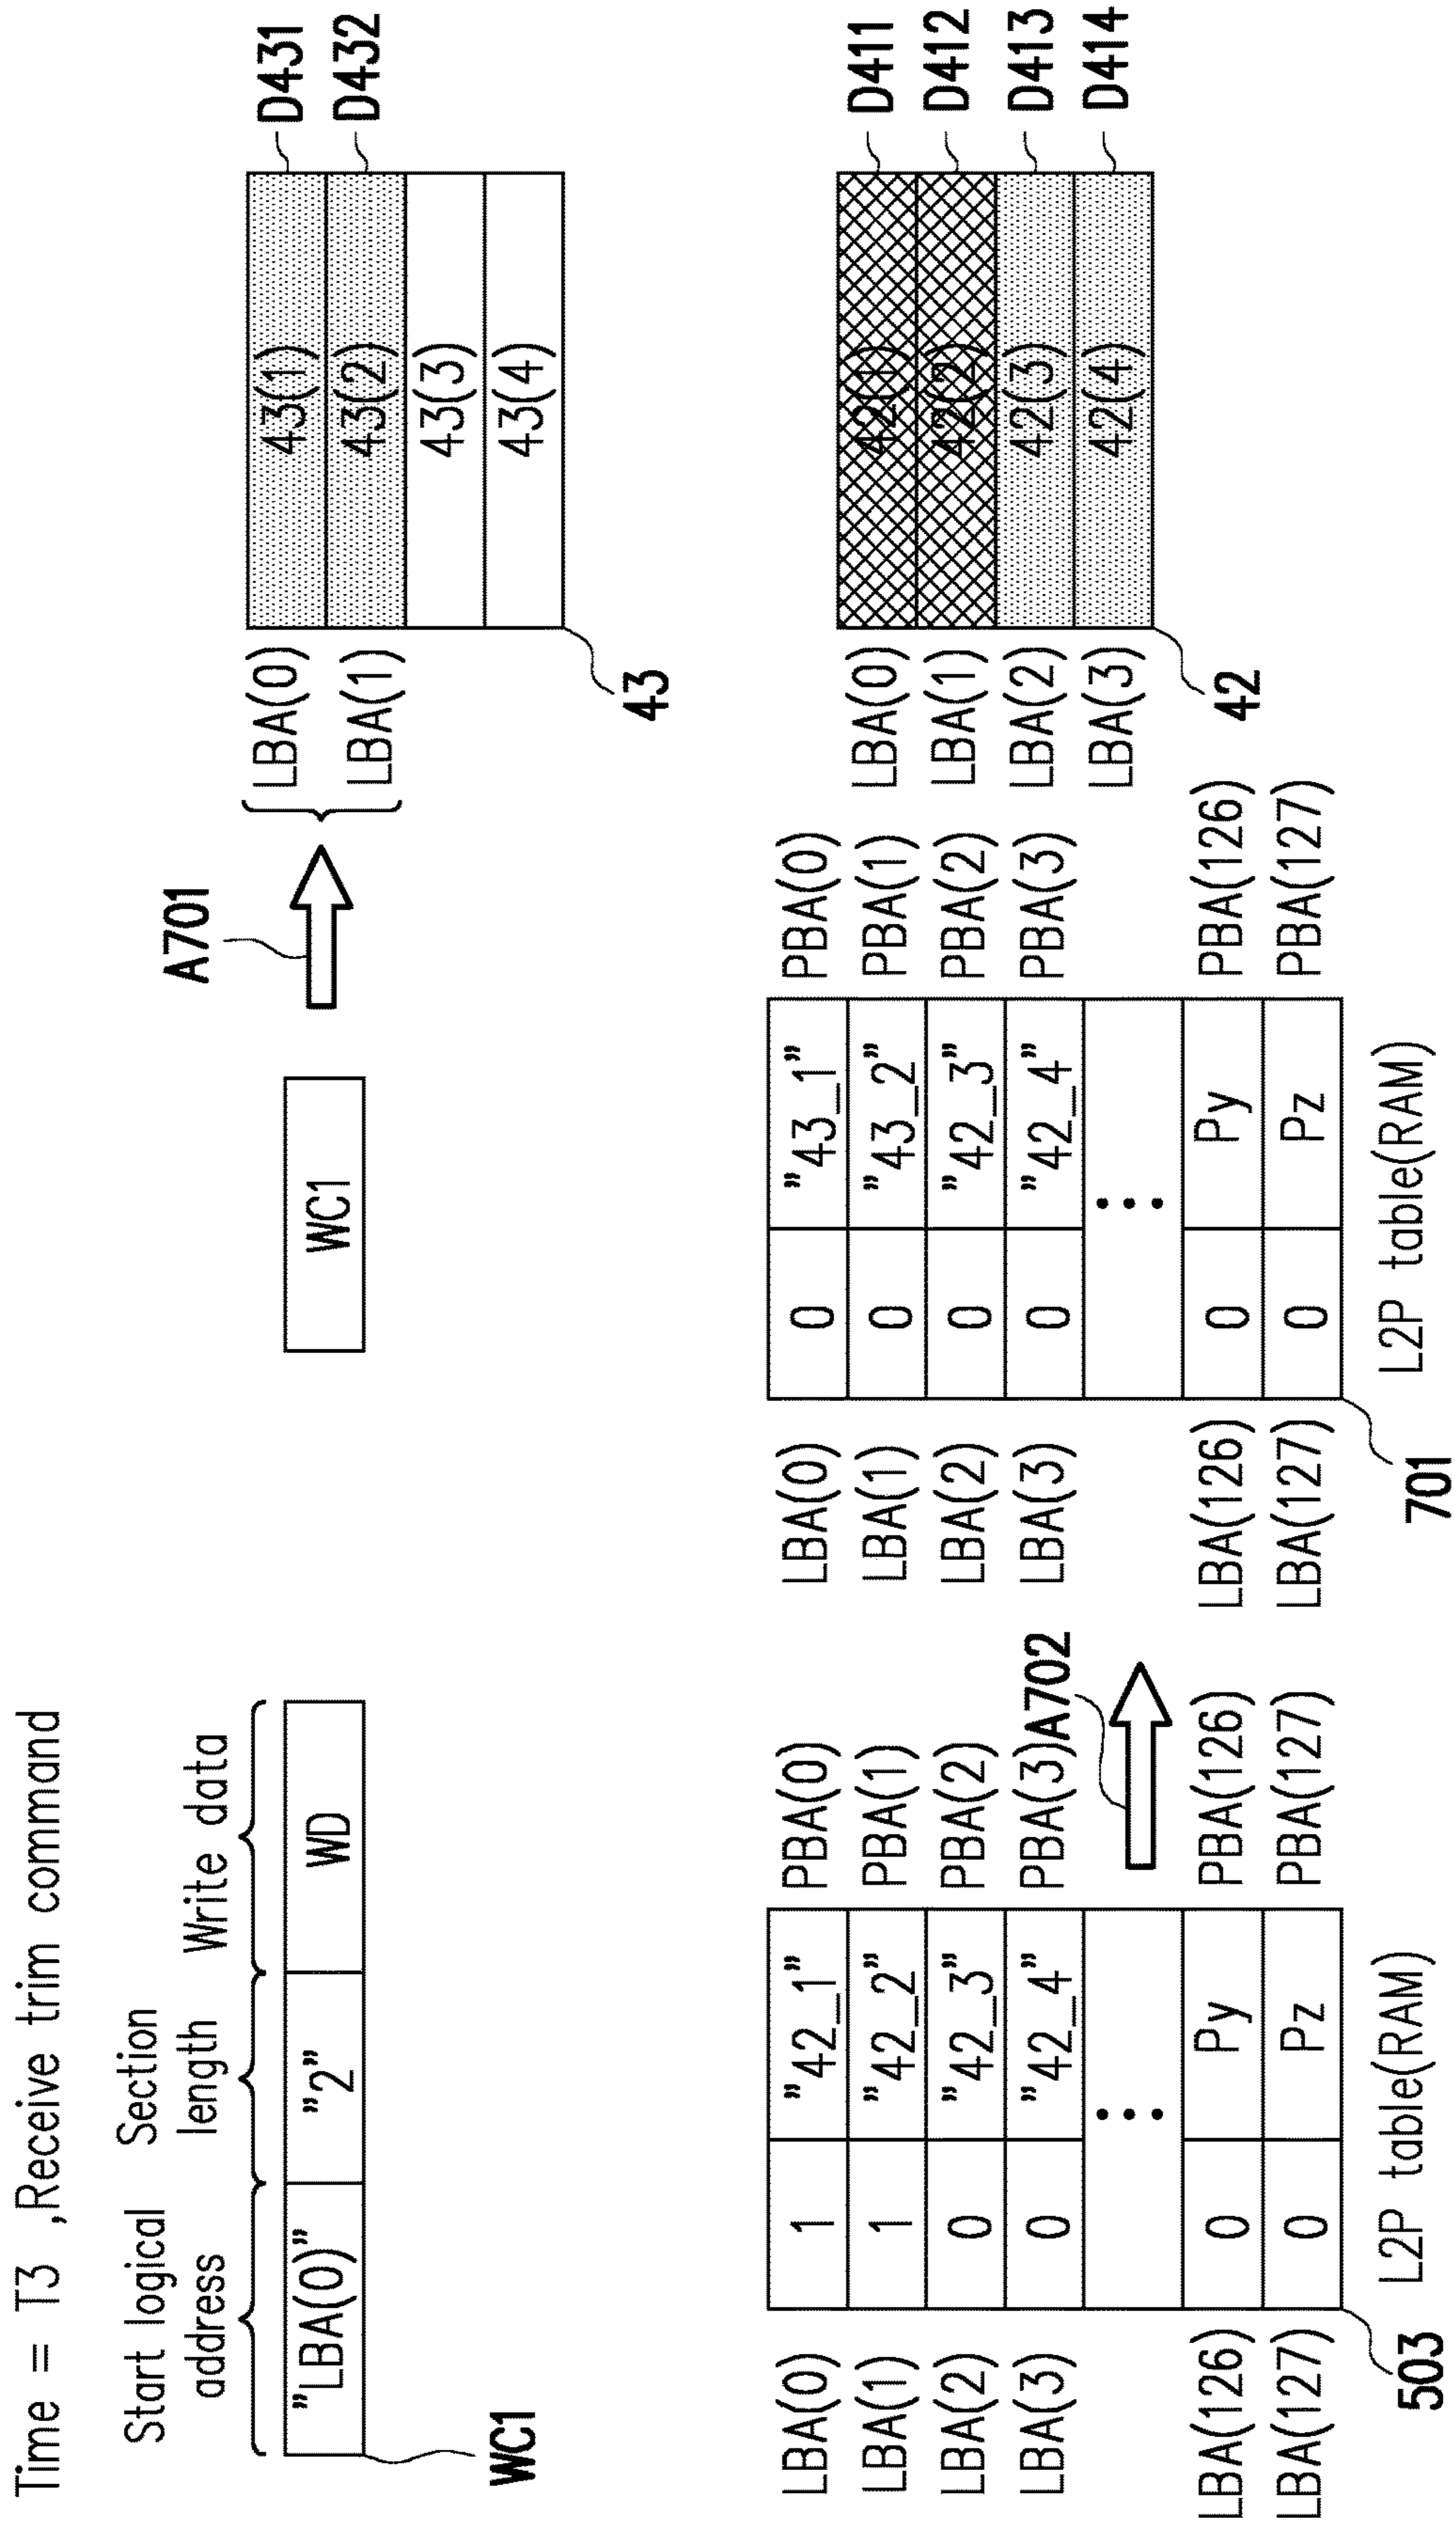 Time = T3 ,Receive trim command
Start logical address
Section length
Write data
"LBA(0)" "2" WD
WC1
WC1
A701
LBA(0)
LBA(1)
43(1) D431
43(2) D432
43(3)
43(4)
43
LBA(0) 1 "42_1" PBA(0)
LBA(1) 1 "42_2" PBA(1)
LBA(2) 0 "42_3" PBA(2)
LBA(3) 0 "42_4" PBA(3)
LBA(126) 0 Py PBA(126)
LBA(127) 0 Pz PBA(127)
503
L2P table(RAM)
A702
LBA(0) 0 "43_1" PBA(0)
LBA(1) 0 "43_2" PBA(1)
LBA(2) 0 "42_3" PBA(2)
LBA(3) 0 "42_4" PBA(3)
LBA(126) 0 Py PBA(126)
LBA(127) 0 Pz PBA(127)
701
L2P table(RAM)
LBA(0) 42(1) D411
LBA(1) 42(2) D412
LBA(2) 42(3) D413
LBA(3) 42(4) D414
42